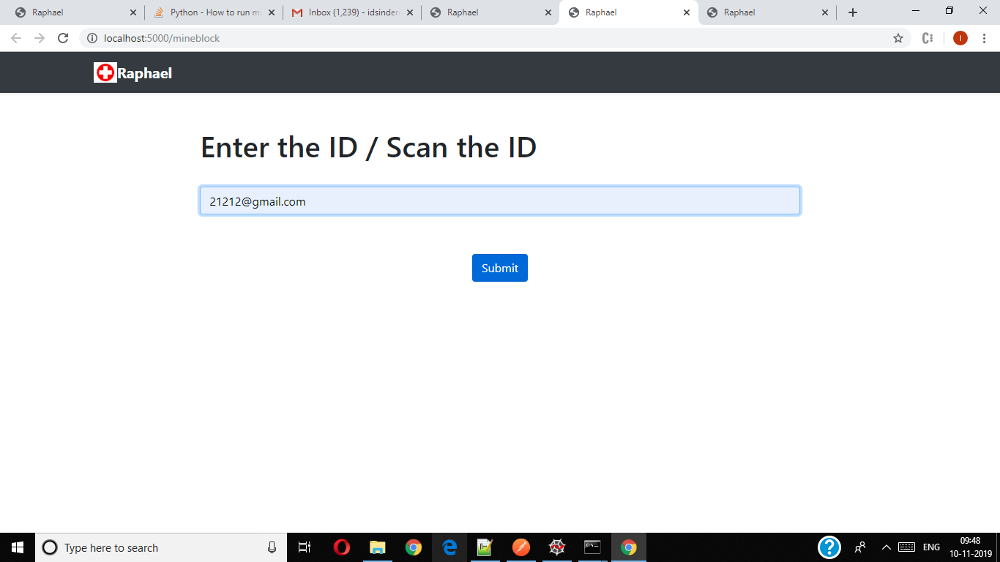 Raphael
Python - How to run mu
Inbox (1,239) - idsinder
Raphael
Raphael
Raphael
localhost:5000/mineblock
I
Raphael
Enter the ID / Scan the ID
21212@gmail.com
Submit
Type here to search
ENG
09:48
10-11-2019